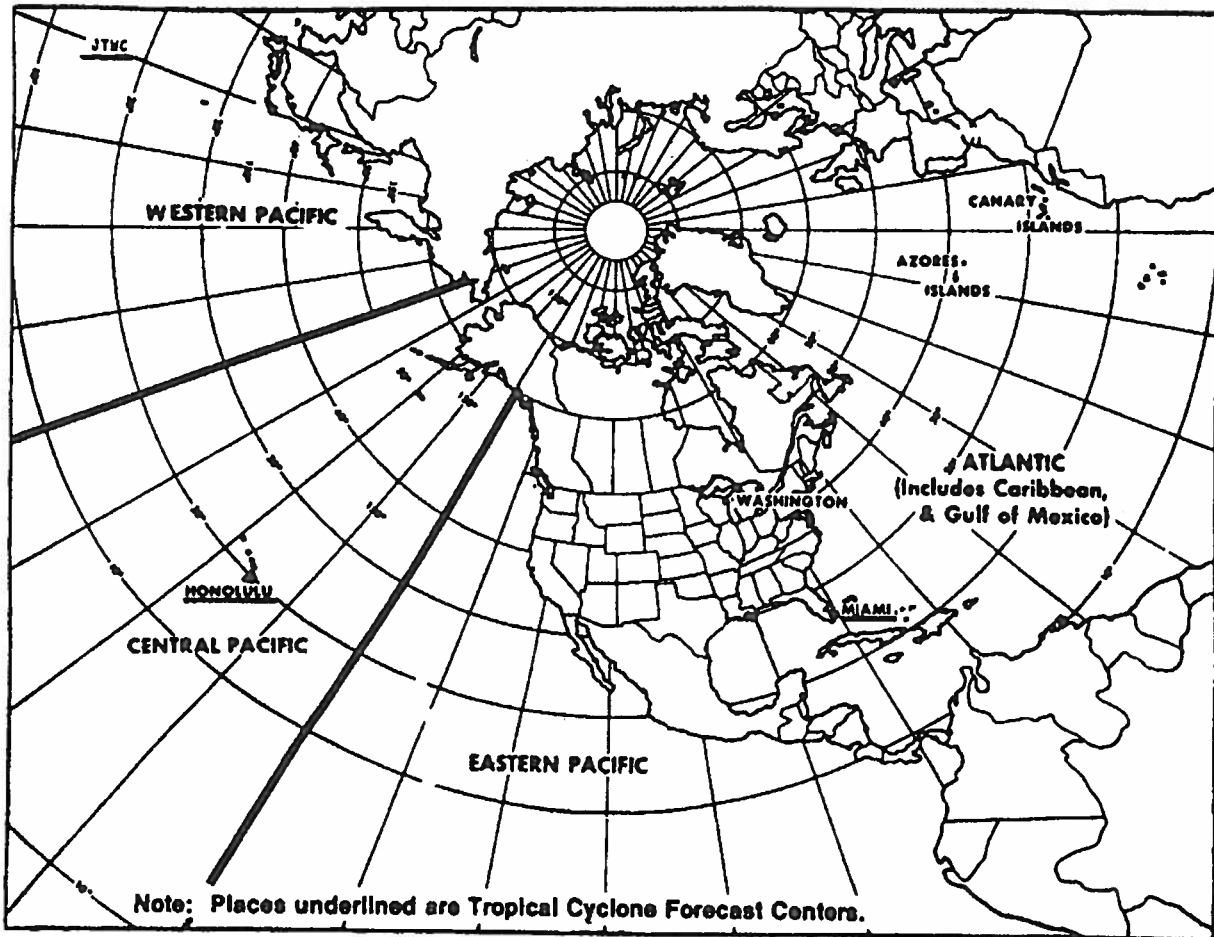 JTWC
WESTERN PACIFIC
CANARY
ISLANDS
AZORES
ISLANDS
ATLANTIC
(Includes Caribbean,
& Gulf of Mexico)
WASHINGTON
HONOLULU
MIAMI
CENTRAL PACIFIC
EASTERN PACIFIC
Note: Places underlined are Tropical Cyclone Forecast Centers.